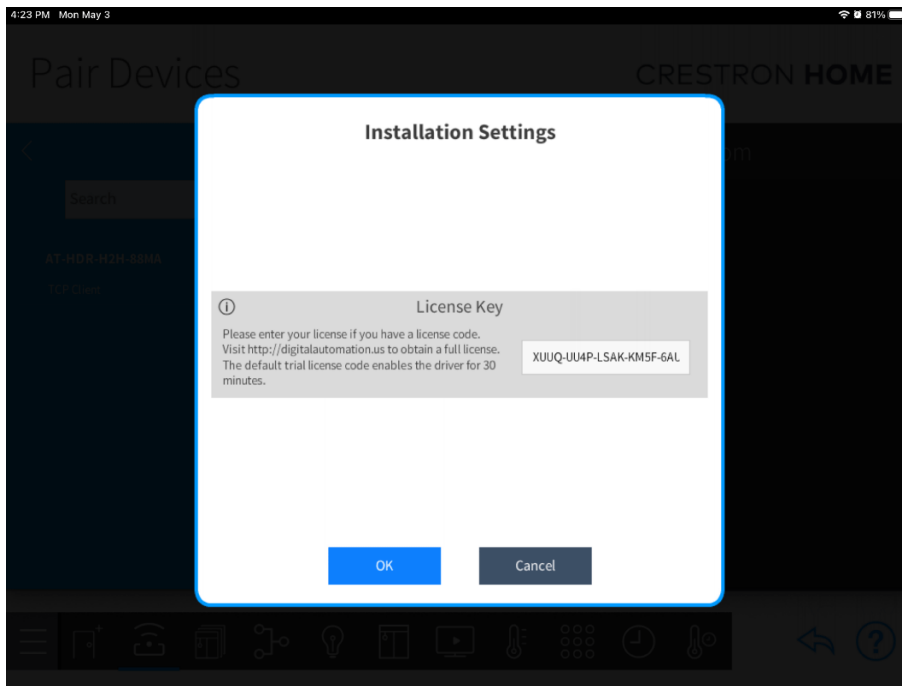 4:23 PM Mon May 3
81%
Pair Devices
CRESTRON HOME
Installation Settings
om
Search
AT-HDR-H2H-88MA
TCP Client
License Key
Please enter your license if you have a license code.
Visit http://digitalautomation.us to obtain a full license.
The default trial license code enables the driver for 30
minutes.
XUUQ-UU4P-LSAK-KM5F-6AU
OK
Cancel